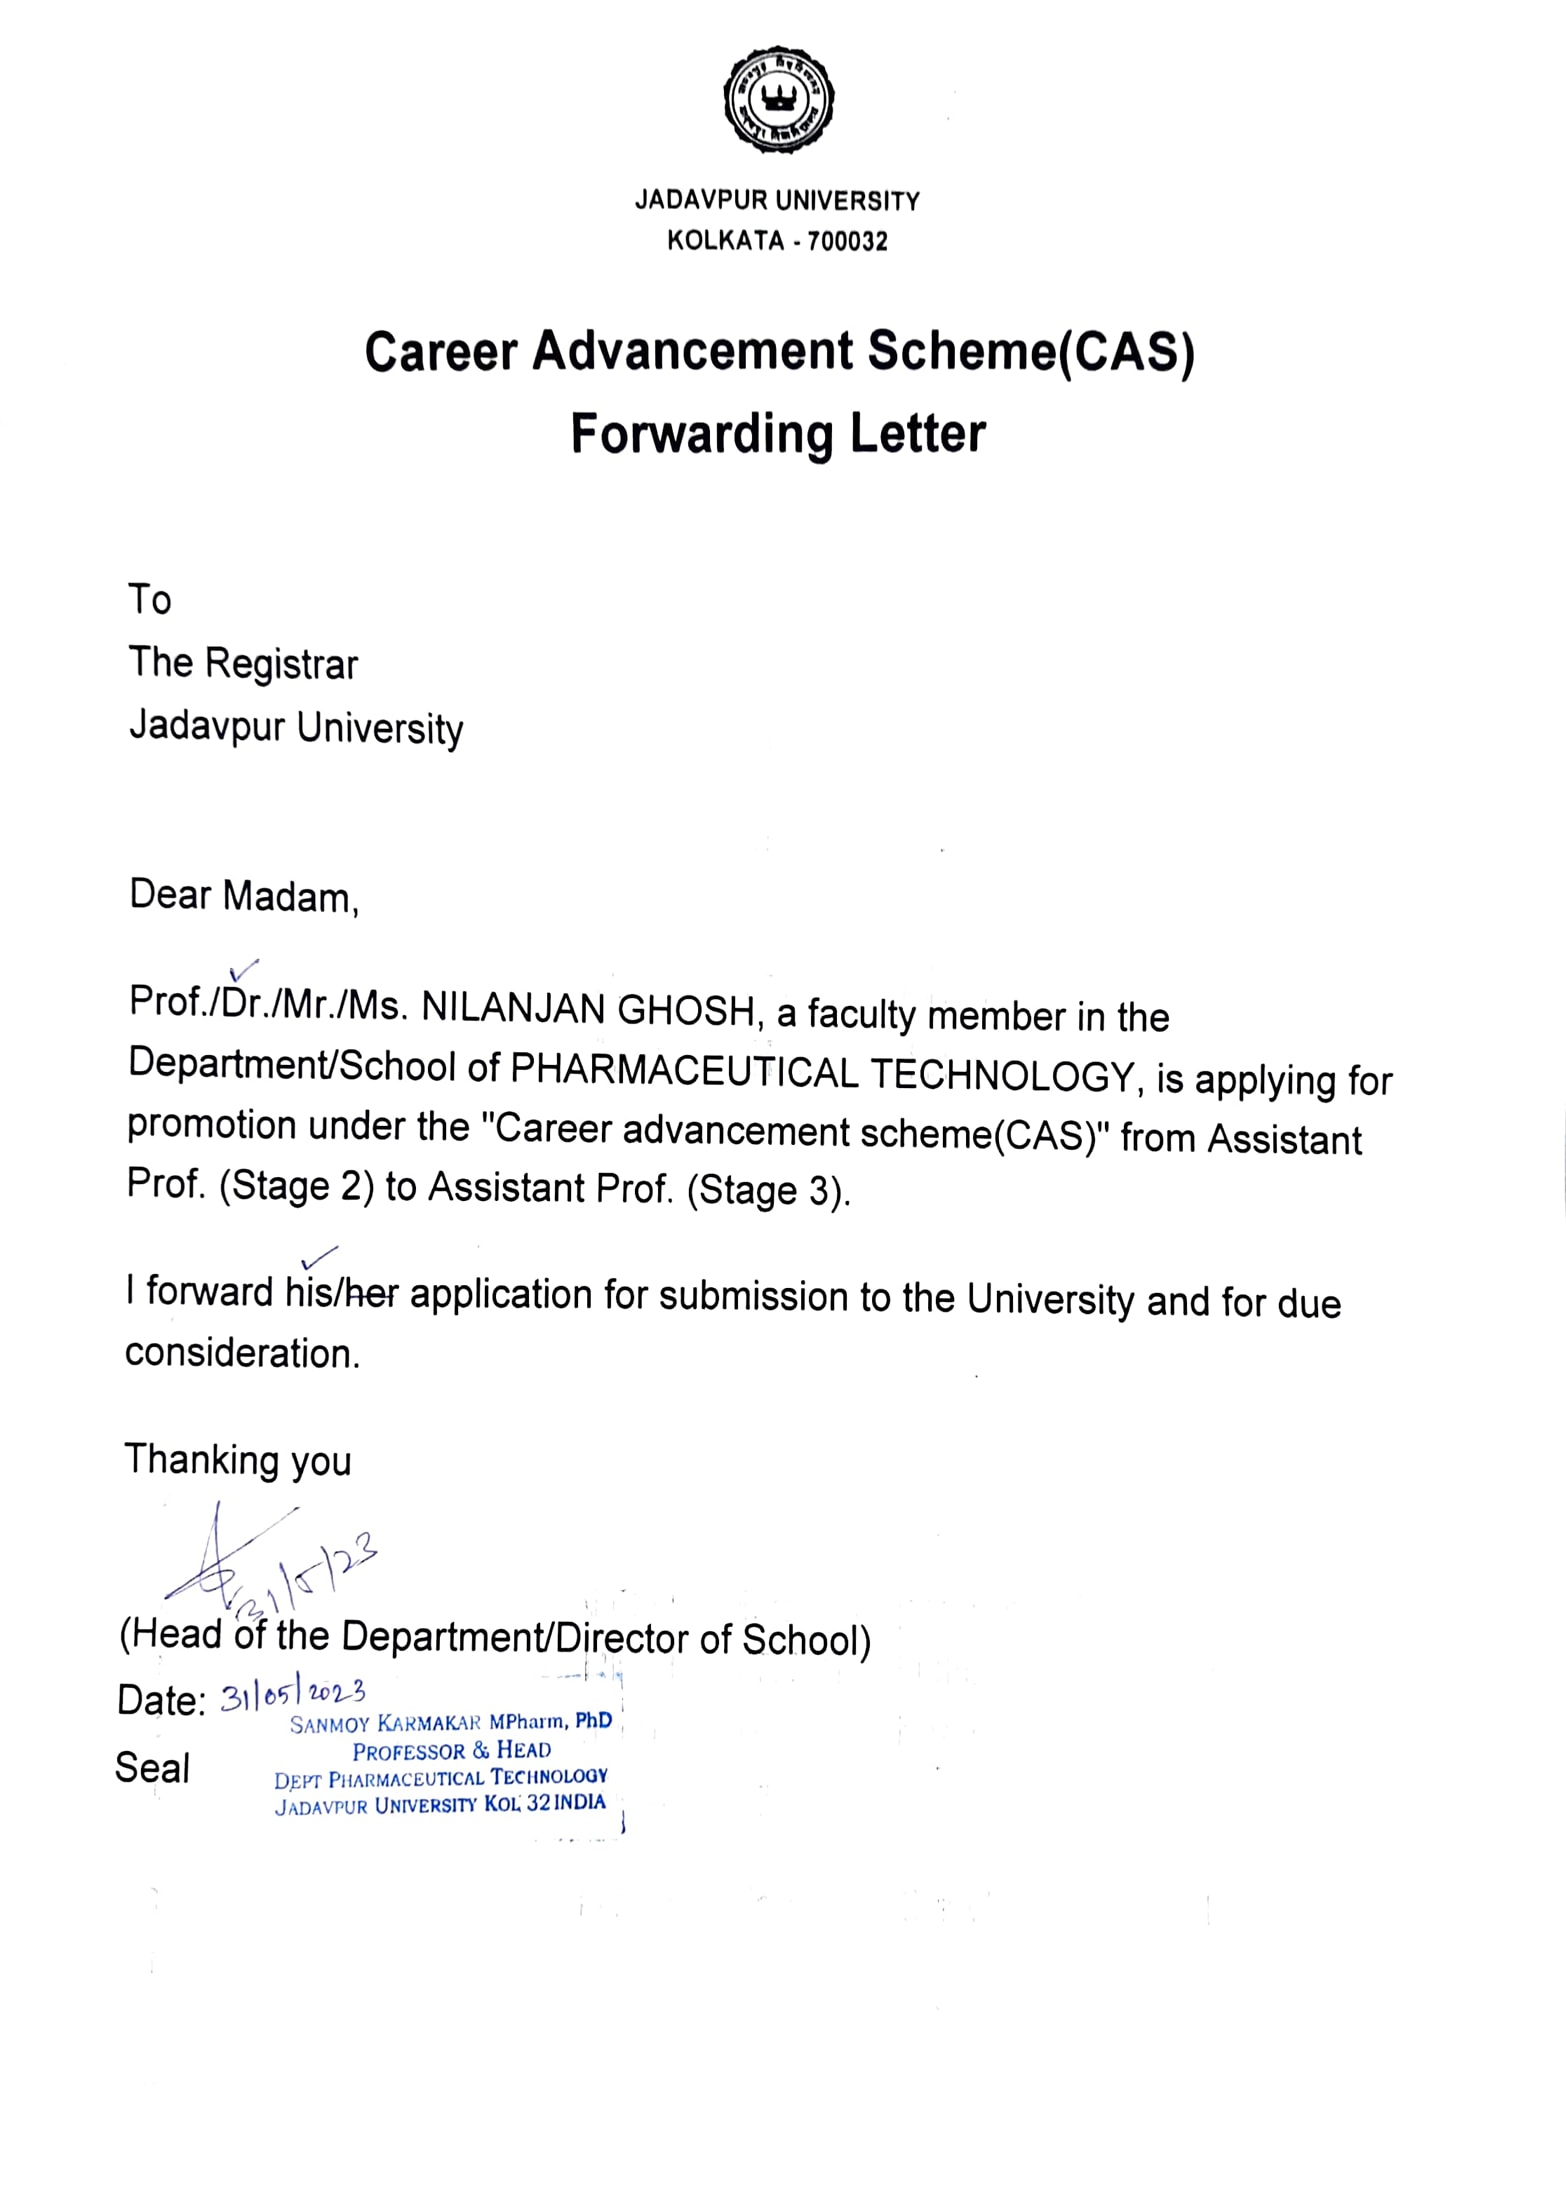 JADAVPUR UNIVERSITY
KOLKATA - 700032
Career Advancement Scheme(CAS)
Forwarding Letter
To
The Registrar
Jadavpur University
Dear Madam,
Prof./Dr./Mr./Ms. NILANJAN GHOSH, a faculty member in the
Department/School of PHARMACEUTICAL TECHNOLOGY, is applying for
promotion under the "Career advancement scheme(CAS)" from Assistant
Prof. (Stage 2) to Assistant Prof. (Stage 3).
I forward his/her application for submission to the University and for due
consideration.
Thanking you
31/5/23
(Head of the Department/Director of School)
Date: 31/05/2023
SANMOY KARMAKAR MPharm, PhD
PROFESSOR & HEAD
Seal
DEPT PHARMACEUTICAL TECHNOLOGY
JADAVPUR UNIVERSITY KOL 32 INDIA